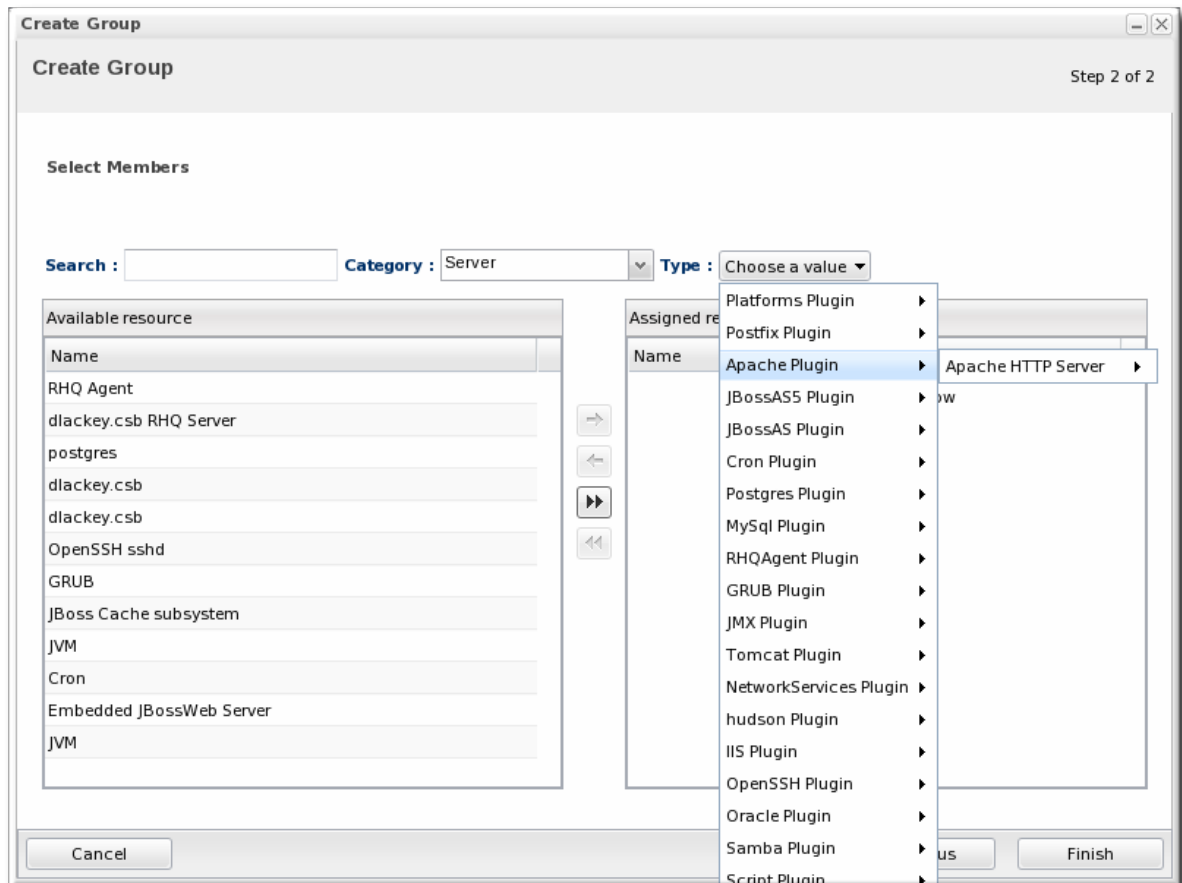 Create Group
Create Group
Step 2 of 2
Select Members
Search :
Category : Server
Type : Choose a value
Available resource
Name
RHQ Agent
dlackey.csb RHQ Server
postgres
dlackey.csb
dlackey.csb
OpenSSH sshd
GRUB
JBoss Cache subsystem
JVM
Cron
Embedded JBossWeb Server
JVM
Assigned re
Name
ow
Platforms Plugin
Postfix Plugin
Apache Plugin
Apache HTTP Server
JBossAS5 Plugin
JBossAS Plugin
Cron Plugin
Postgres Plugin
MySql Plugin
RHQAgent Plugin
GRUB Plugin
JMX Plugin
Tomcat Plugin
NetworkServices Plugin
hudson Plugin
IIS Plugin
OpenSSH Plugin
Oracle Plugin
Samba Plugin
Script Plugin
Cancel
us
Finish